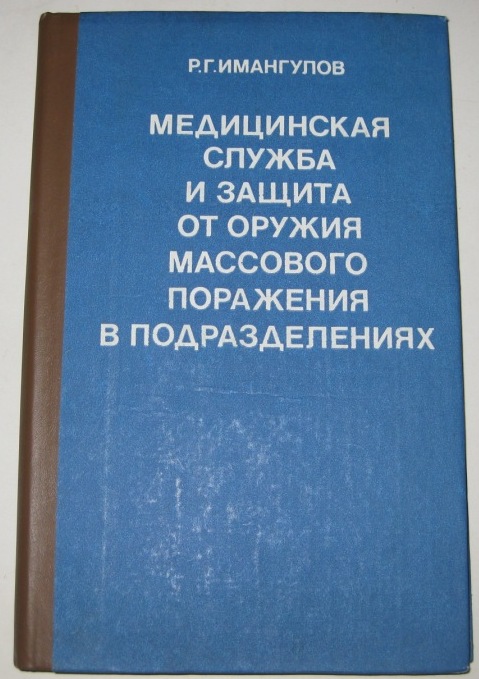 Р.Г.ИМАНГУЛОВ
МЕДИЦИНСКАЯ
СЛУЖБА
И ЗАЩИТА
ОТ ОРУЖИЯ
МАССОВОГО
ПОРАЖЕНИЯ
В ПОДРАЗДЕЛЕНИЯХ